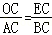 OC/AC = EC/BC